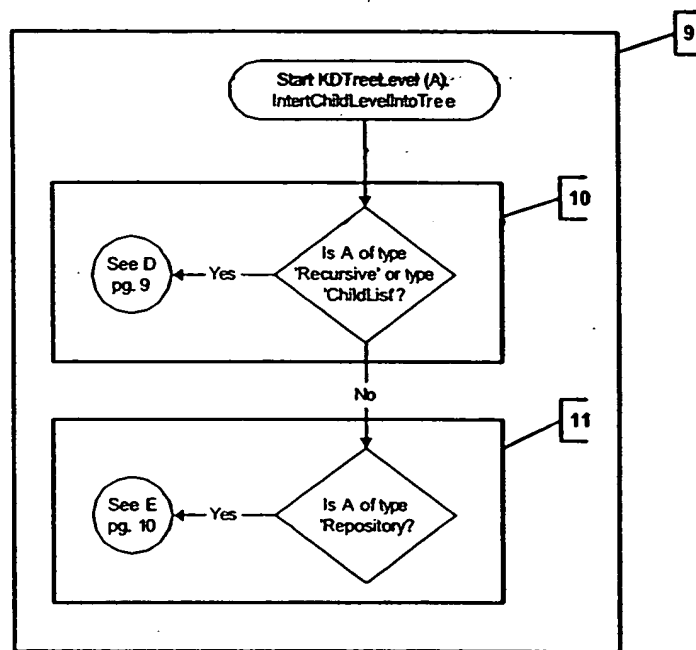 9
Start KDTreeLevel (A).
IntertChildLevelIntoTree
10
Is A of type
'Recursive' or type
'ChildList'?
Yes
See D
pg. 9
No
11
Is A of type
'Repository?
Yes
See E
pg. 10